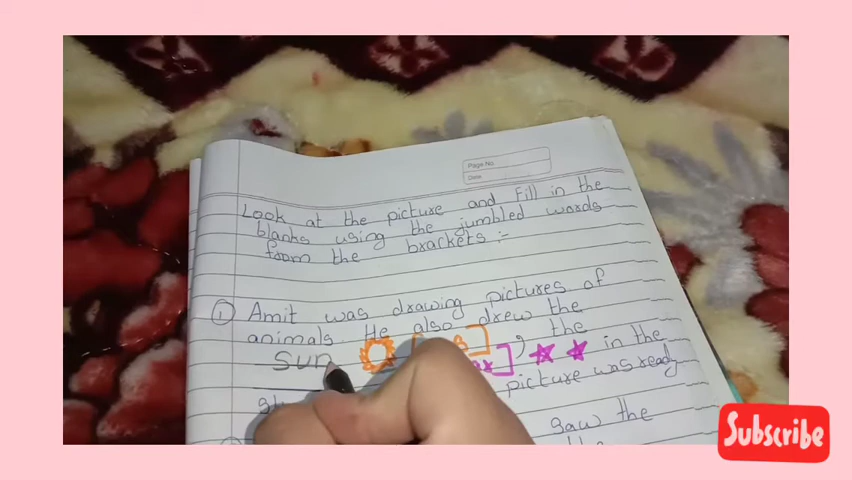 Page No.
Date
Look at the picture and fill in the
blanks using the jumbled words
from the brackets :-
① Amit was drawing pictures of
animals He also drew the
Sun , the
in the
picture was ready
saw the
Subscribe